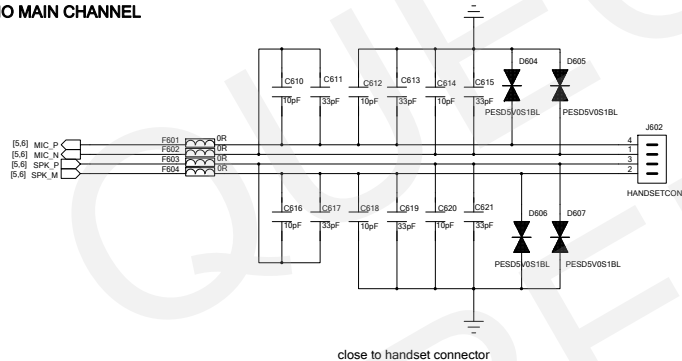 IO MAIN CHANNEL
D604 D605
C610 C611 C612 C613 C614 C615
10pF 33pF 10pF 33pF 10pF 33pF
PESD5V0S1BL PESD5V0S1BL
J602
[5,6] MIC_P F601 0R 4
[5,6] MIC_N F602 0R 1
[5,6] SPK_P F603 0R 3
[5,6] SPK_M F604 0R 2
HANDSETCON
C616 C617 C618 C619 C620 C621 D606 D607
10pF 33pF 10pF 33pF 10pF 33pF
PESD5V0S1BL PESD5V0S1BL
close to handset connector